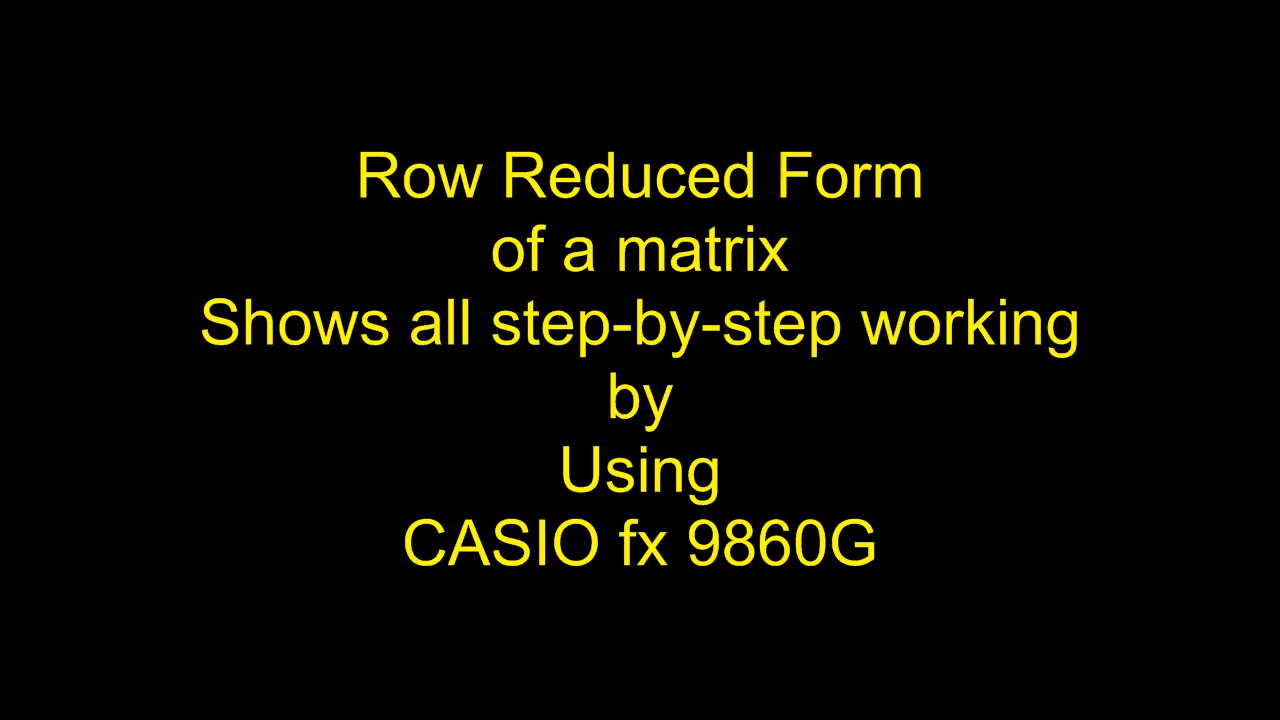 Row Reduced Form
of a matrix
Shows all step-by-step working
by
Using
CASIO fx 9860G